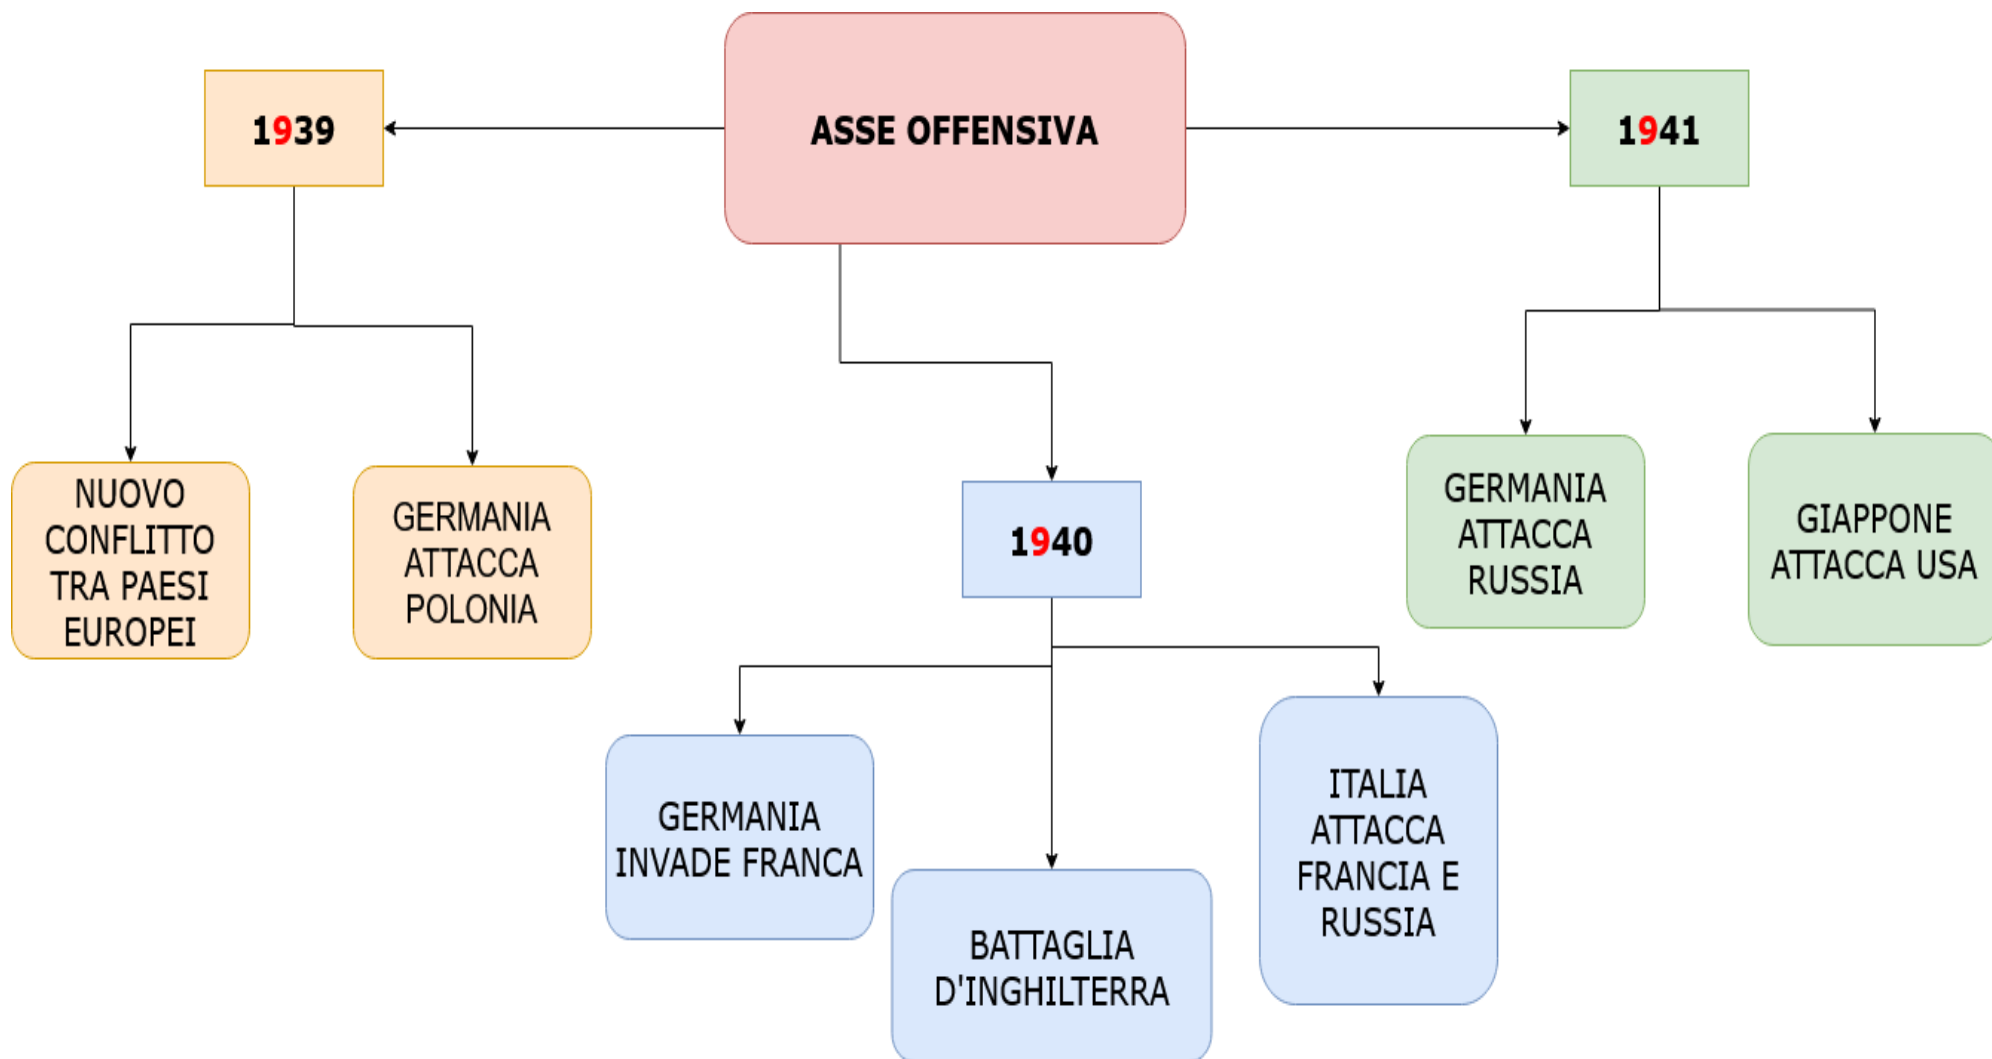 ASSE OFFENSIVA
1939
1941
NUOVO
CONFLITTO
TRA PAESI
EUROPEI
GERMANIA
ATTACCA
POLONIA
1940
GERMANIA
INVADE FRANCA
BATTAGLIA
D'INGHILTERRA
ITALIA
ATTACCA
FRANCIA E
RUSSIA
GERMANIA
ATTACCA
RUSSIA
GIAPPONE
ATTACCA USA